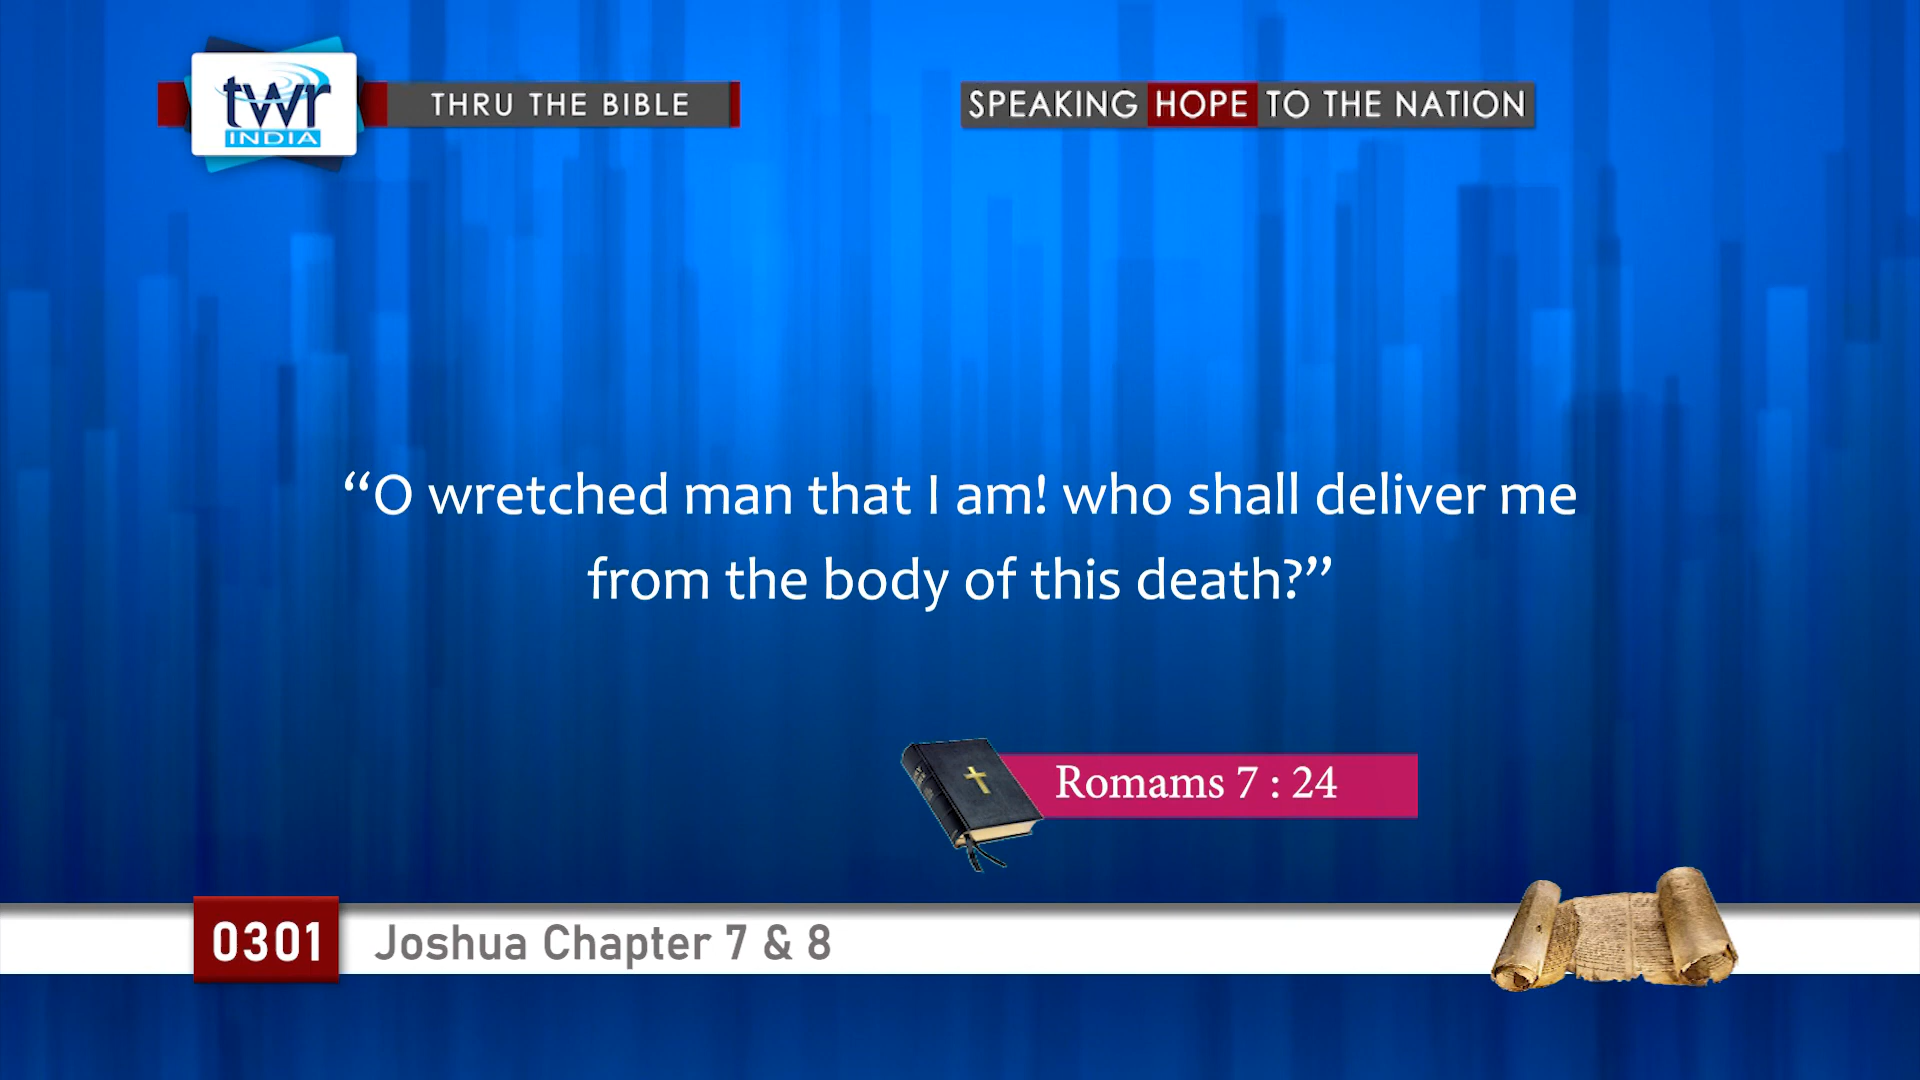 twr
INDIA
THRU THE BIBLE
SPEAKING HOPE TO THE NATION
“O wretched man that I am! who shall deliver me
from the body of this death?”
Romams 7 : 24
0301
Joshua Chapter 7 & 8